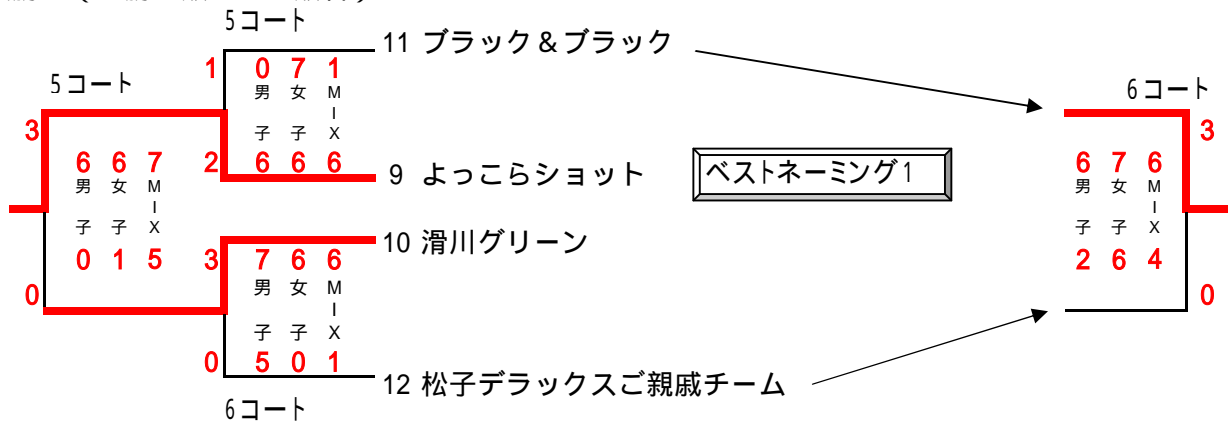 5コート
11 ブラック&ブラック
1 0 7 1
男子 女子 MIX
2 6 6 6
9 よっこらショット
ベストネーミング1
5コート
3
6 6 7
男子 女子 MIX
0 1 5
0
10 滑川グリーン
3 7 6 6
男子 女子 MIX
0 5 0 1
12 松子デラックスご親戚チーム
6コート
6コート
3
6 7 6
男子 女子 MIX
2 6 4
0